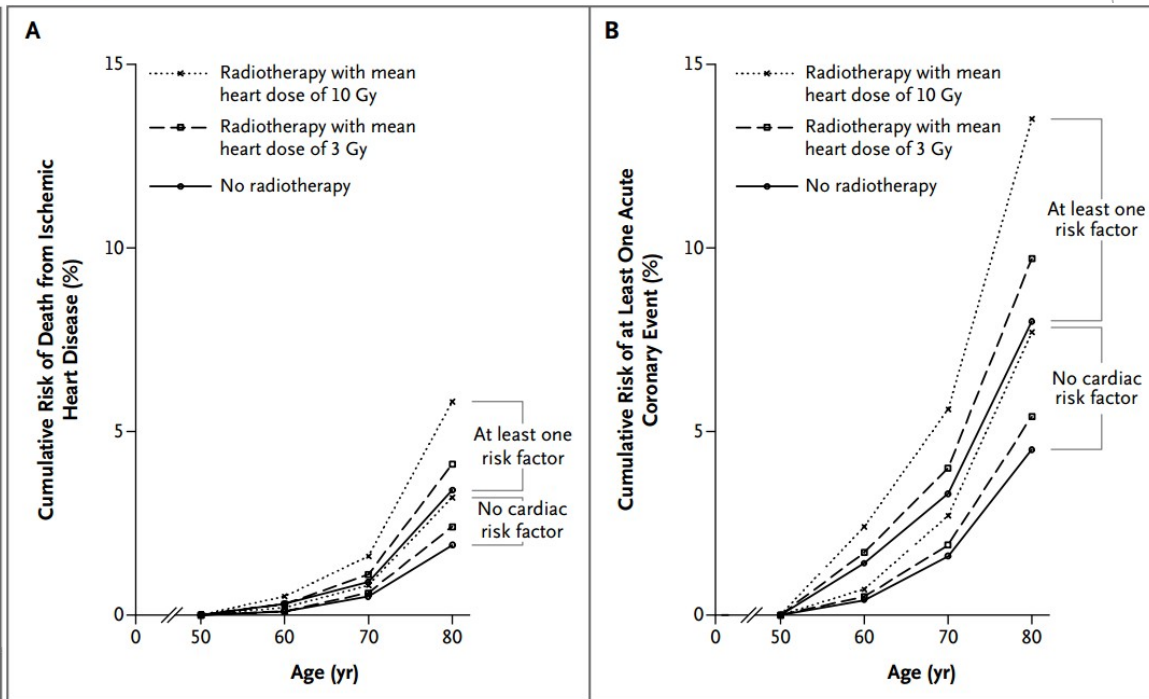 A
15
Radiotherapy with mean
heart dose of 10 Gy
Radiotherapy with mean
heart dose of 3 Gy
No radiotherapy
Cumulative Risk of Death from Ischemic
Heart Disease (%)
10
5
0
At least one
risk factor
No cardiac
risk factor
0
50
60
70
80
Age (yr)
B
15
Radiotherapy with mean
heart dose of 10 Gy
Radiotherapy with mean
heart dose of 3 Gy
No radiotherapy
Cumulative Risk of at Least One Acute
Coronary Event (%)
10
5
0
At least one
risk factor
No cardiac
risk factor
0
50
60
70
80
Age (yr)